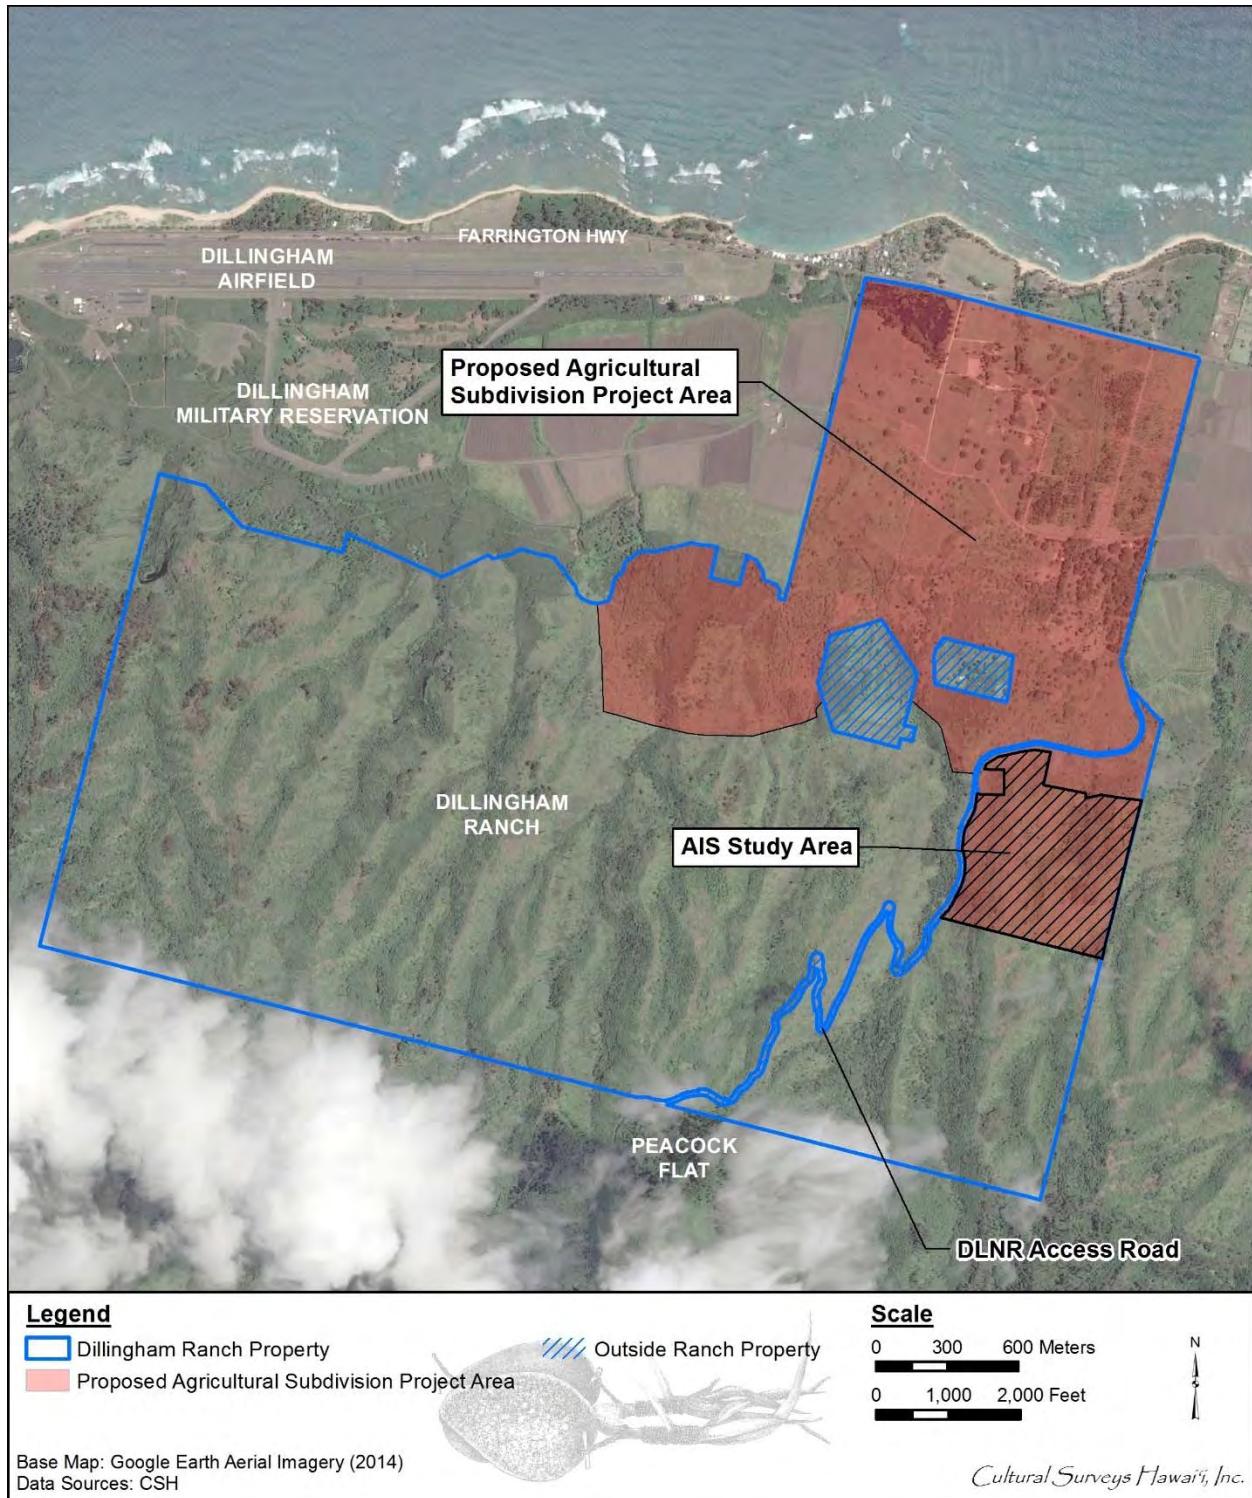 FARRINGTON HWY
DILLINGHAM
AIRFIELD
Proposed Agricultural
Subdivision Project Area
DILLINGHAM
MILITARY RESERVATION
DILLINGHAM
RANCH
AIS Study Area
PEACOCK
FLAT
DLNR Access Road
Legend
Dillingham Ranch Property
Outside Ranch Property
Proposed Agricultural Subdivision Project Area
Scale
0 300 600 Meters
0 1,000 2,000 Feet
N
Base Map: Google Earth Aerial Imagery (2014)
Data Sources: CSH
Cultural Surveys Hawaiʻi, Inc.